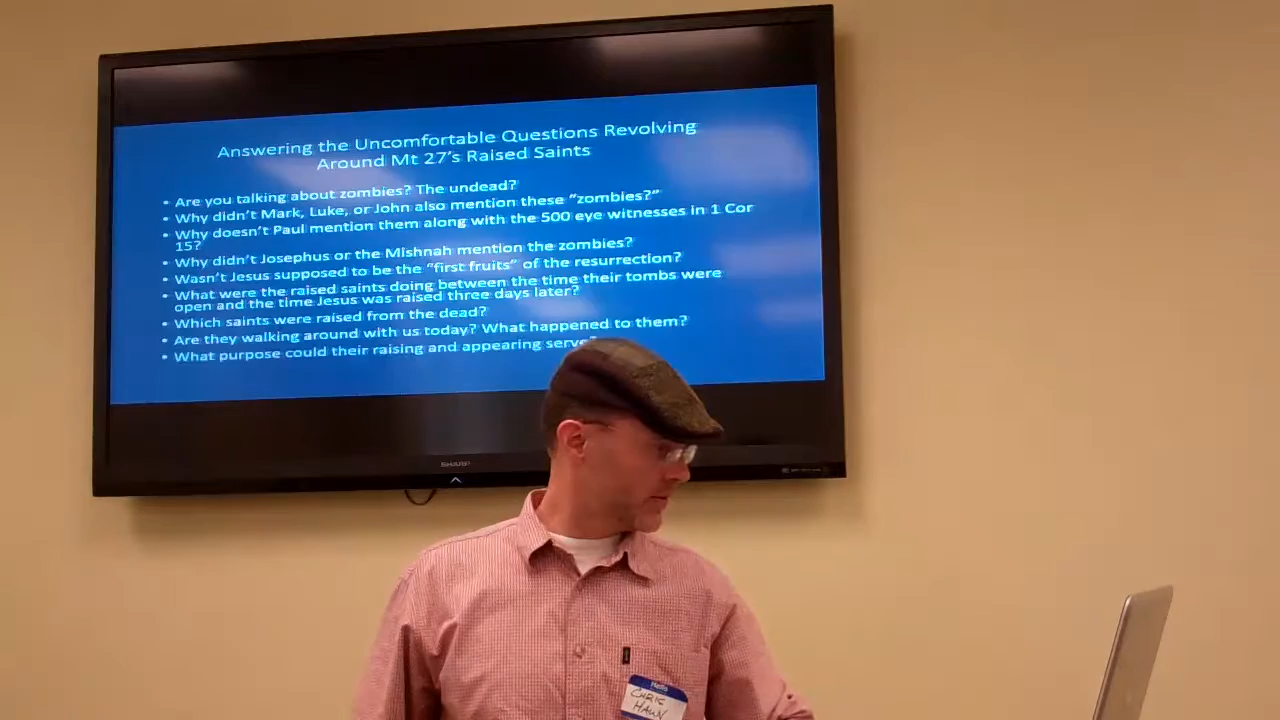 Answering the Uncomfortable Questions Revolving
Around Mt 27's Raised Saints
• Are you talking about zombies? The undead?
• Why didn't Mark, Luke, or John also mention these "zombies?"
• Why doesn't Paul mention them along with the 500 eye witnesses in 1 Cor
15?
• Why didn't Josephus or the Mishnah mention the zombies?
• Wasn't Jesus supposed to be the "first fruits" of the resurrection?
• What were the raised saints doing between the time their tombs were
open and the time Jesus was raised three days later?
• Which saints were raised from the dead?
• Are they walking around with us today? What happened to them?
• What purpose could their raising and appearing serve?
SHARP
Hello
CHRIS
HAUN